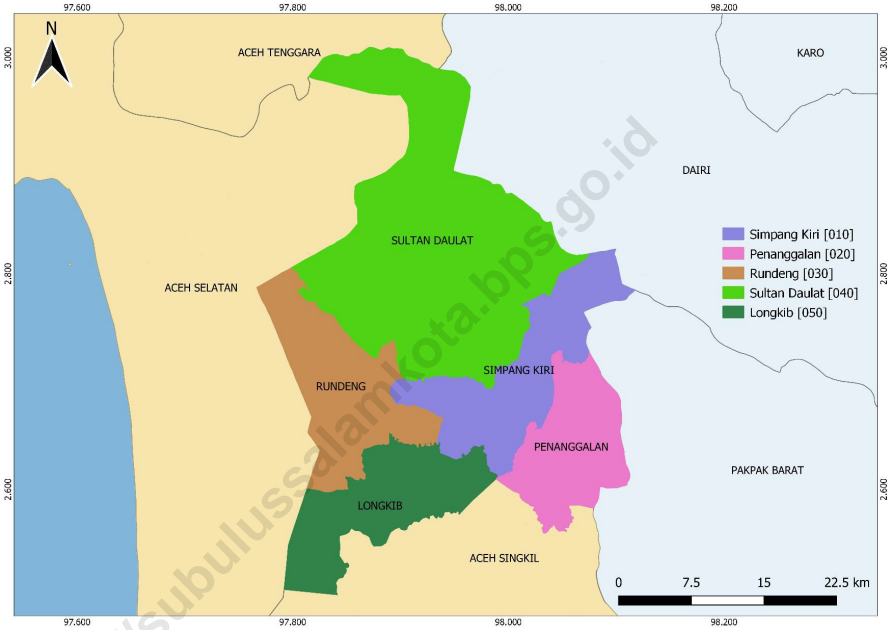 97.600 97.800 98.000 98.200
N
ACEH TENGGARA
KARO
3.000 3.000
DAIRI
SULTAN DAULAT
Simpang Kiri [010]
Penanggalan [020]
Rundeng [030]
Sultan Daulat [040]
Longkib [050]
2.800 2.800
ACEH SELATAN
SIMPANG KIRI
RUNDENG
PENANGGALAN
PAKPAK BARAT
2.600 2.600
LONGKIB
ACEH SINGKIL
0 7.5 15 22.5 km
97.600 97.800 98.000 98.200
/subulussalamkota.bps.go.id